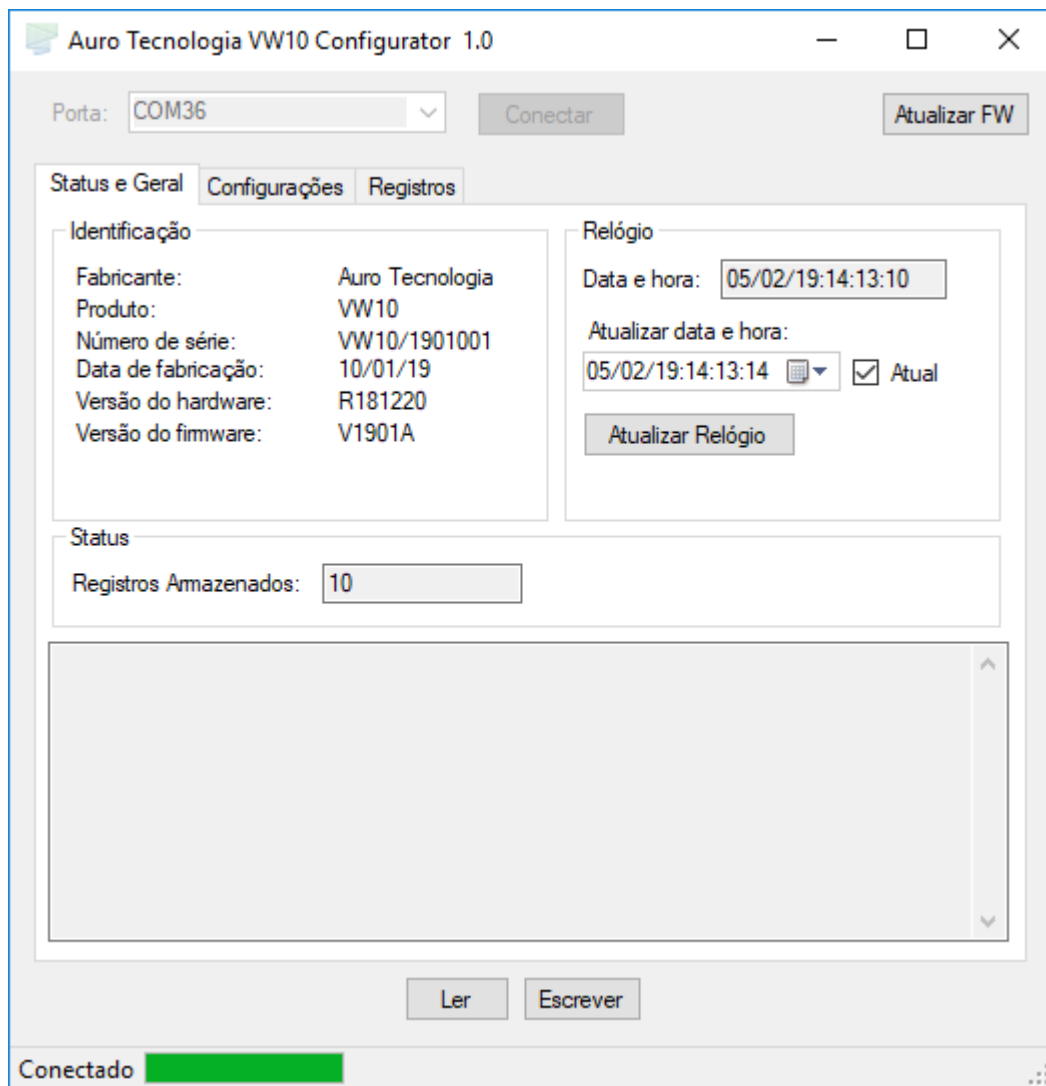 Auro Tecnologia VW10 Configurator 1.0
Porta: COM36 Conectar Atualizar FW
Status e Geral Configurações Registros
Identificação
Fabricante: Auro Tecnologia
Produto: VW10
Número de série: VW10/1901001
Data de fabricação: 10/01/19
Versão do hardware: R181220
Versão do firmware: V1901A
Relógio
Data e hora: 05/02/19:14:13:10
Atualizar data e hora:
05/02/19:14:13:14 Atual
Atualizar Relógio
Status
Registros Armazenados: 10
Ler Escrever
Conectado